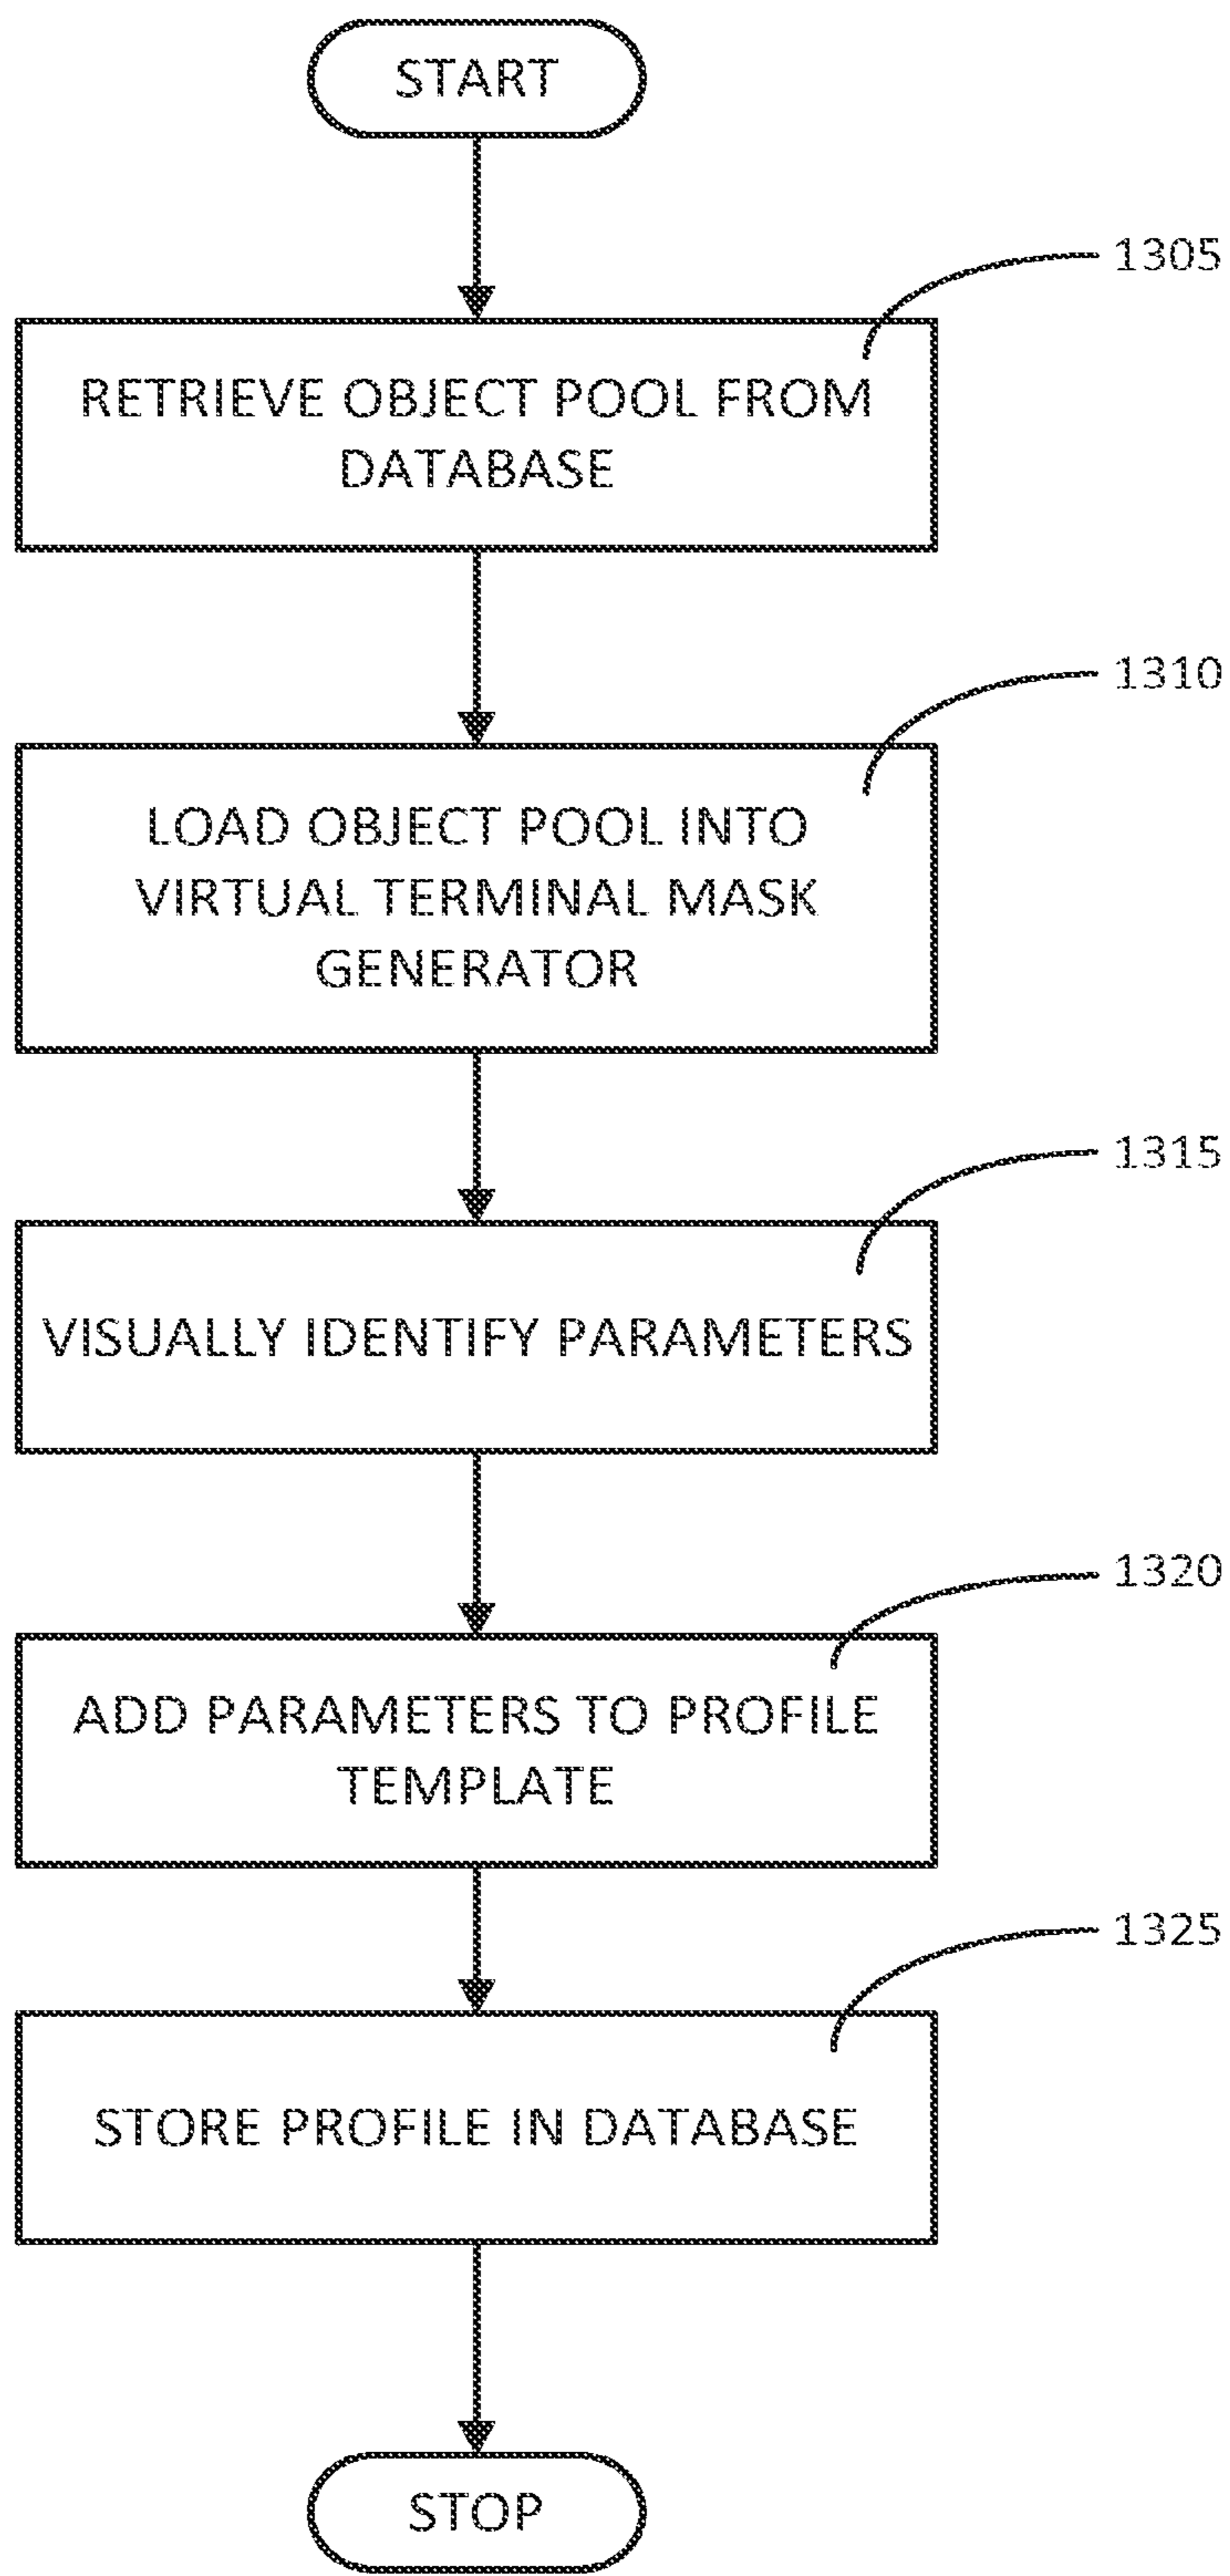 START
1305
RETRIEVE OBJECT POOL FROM
DATABASE
1310
LOAD OBJECT POOL INTO
VIRTUAL TERMINAL MASK
GENERATOR
1315
VISUALLY IDENTIFY PARAMETERS
1320
ADD PARAMETERS TO PROFILE
TEMPLATE
1325
STORE PROFILE IN DATABASE
STOP